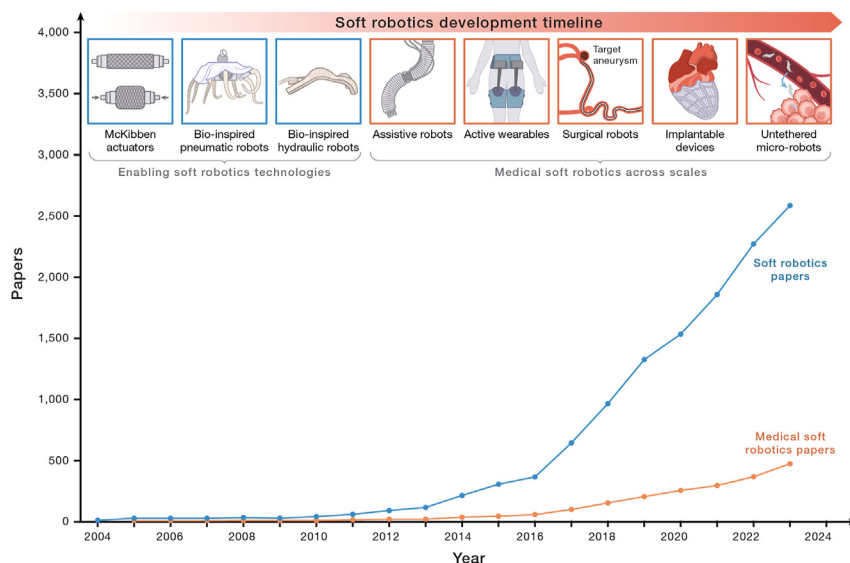 Soft robotics development timeline
4,000
3,500
3,000
2,500
2,000
1,500
1,000
500
0
Papers
Target
aneurysm
McKibben
actuators
Bio-inspired
pneumatic robots
Bio-inspired
hydraulic robots
Assistive robots
Active wearables
Surgical robots
Implantable
devices
Untethered
micro-robots
Enabling soft robotics technologies
Medical soft robotics across scales
Soft robotics
papers
Medical soft
robotics papers
2004
2006
2008
2010
2012
2014
2016
2018
2020
2022
2024
Year